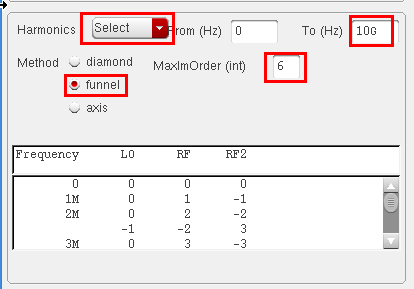 Harmonics Select From (Hz) 0 To (Hz) 10G
Method diamond MaxImOrder (int) 6
funnel
axis
Frequency L0 RF RF2
0 0 0 0
1M 0 1 -1
2M 0 2 -2
-1 -2 3
3M 0 3 -3